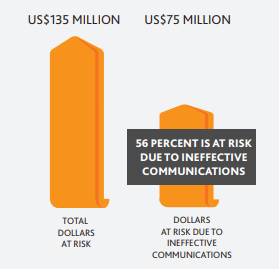 US$135 MILLION
US$75 MILLION
56 PERCENT IS AT RISK
DUE TO INEFFECTIVE
COMMUNICATIONS
TOTAL
DOLLARS
AT RISK
DOLLARS
AT RISK DUE TO
INEFFECTIVE
COMMUNICATIONS